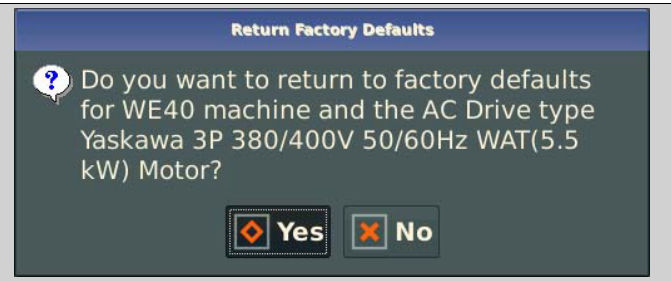 Return Factory Defaults
Do you want to return to factory defaults
for WE40 machine and the AC Drive type
Yaskawa 3P 380/400V 50/60Hz WAT(5.5
kW) Motor?
Yes No